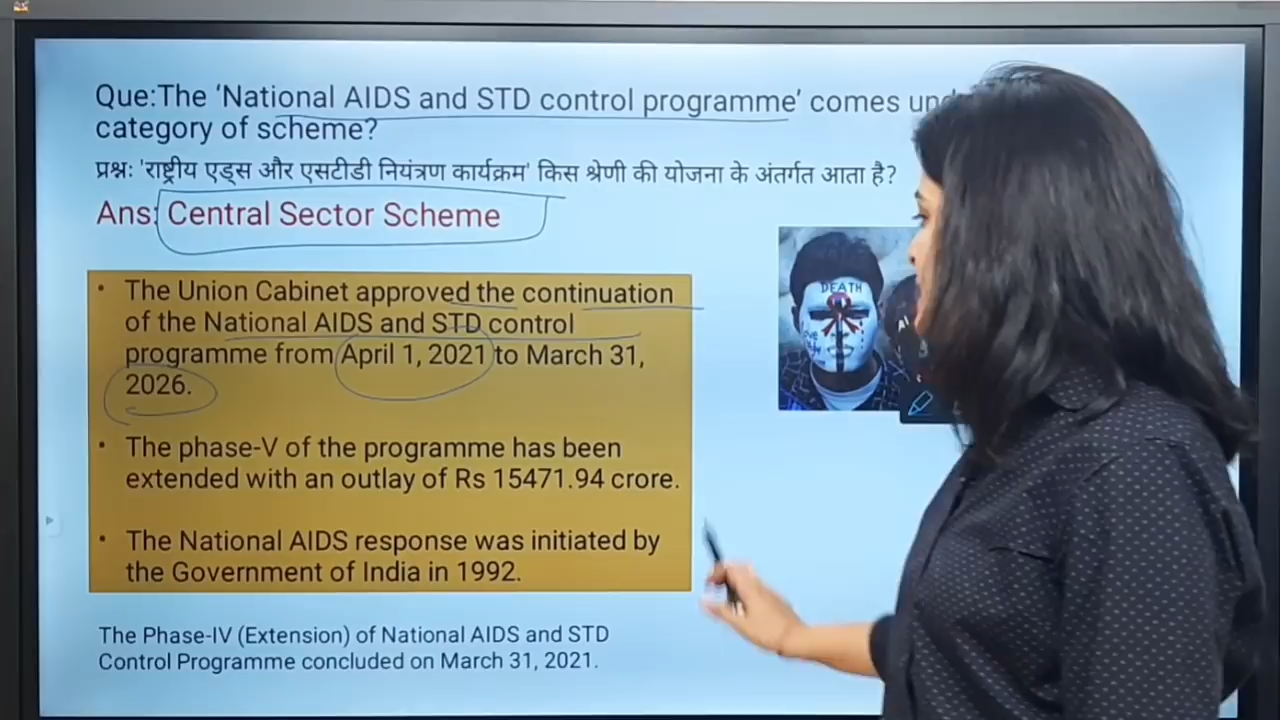 Que:The ‘National AIDS and STD control programme’ comes
category of scheme?
प्रश्नः 'राष्ट्रीय एड्स और एसटीडी नियंत्रण कार्यक्रम' किस श्रेणी की योजना के अंतर्गत आता है?
Ans: Central Sector Scheme
DEATH
• The Union Cabinet approved the continuation
of the National AIDS and STD control
programme from April 1, 2021 to March 31,
2026.
• The phase-V of the programme has been
extended with an outlay of Rs 15471.94 crore.
• The National AIDS response was initiated by
the Government of India in 1992.
The Phase-IV (Extension) of National AIDS and STD
Control Programme concluded on March 31, 2021.